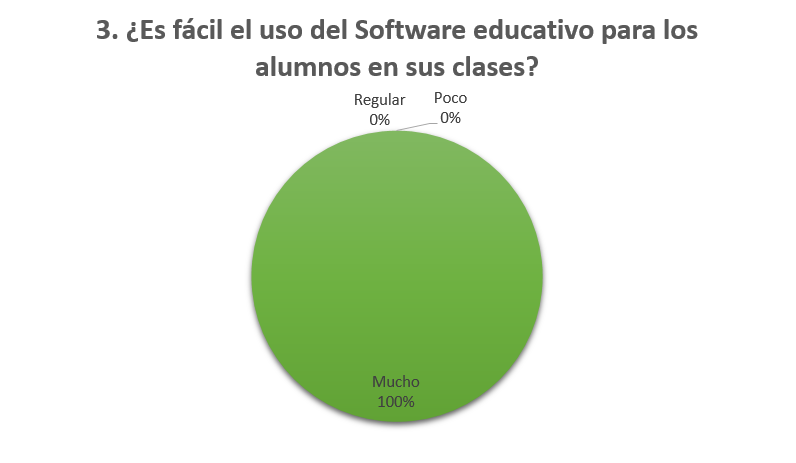 3. ¿Es fácil el uso del Software educativo para los
alumnos en sus clases?
Regular
0%
Poco
0%
Mucho
100%